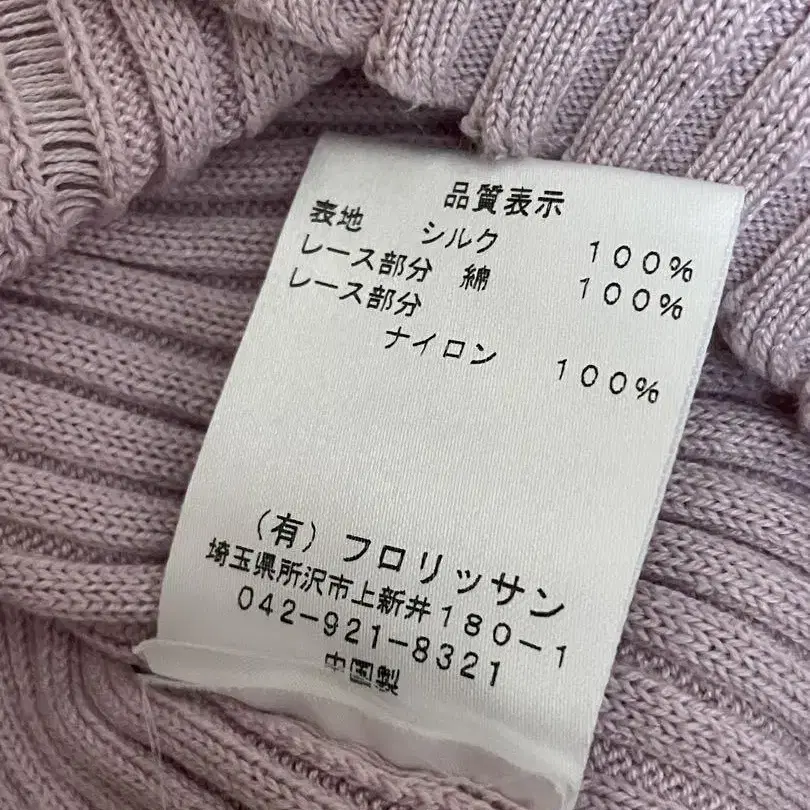 品質表示
表地 シルク 100%
レース部分 綿 100%
レース部分
ナイロン 100%
(有) フロリッサン
埼玉県所沢市上新井180-1
042-921-8321
中国製